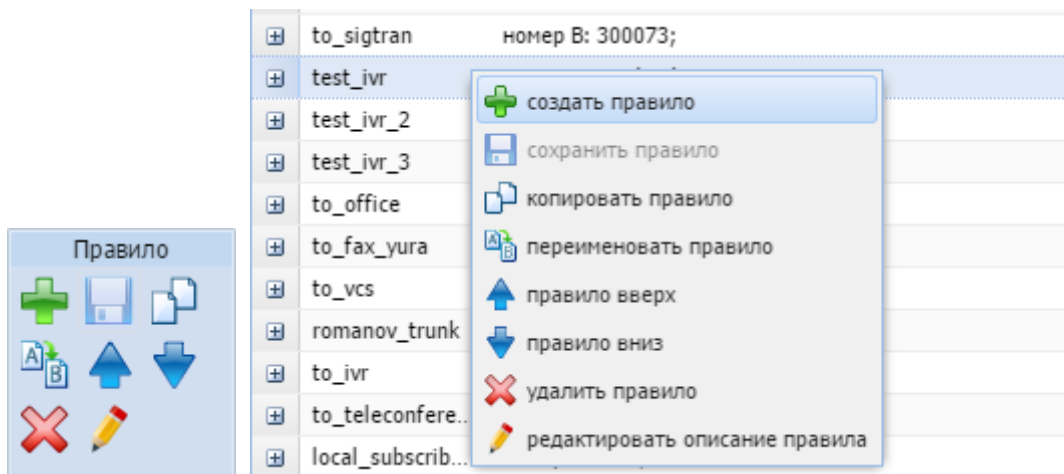 Правило
to_sigtran номер B: 300073;
test_ivr
test_ivr_2
test_ivr_3
to_office
to_fax_yura
to_vcs
romanov_trunk
to_ivr
to_teleconfere...
local_subscrib...
создать правило
сохранить правило
копировать правило
переименовать правило
правило вверх
правило вниз
удалить правило
редактировать описание правила